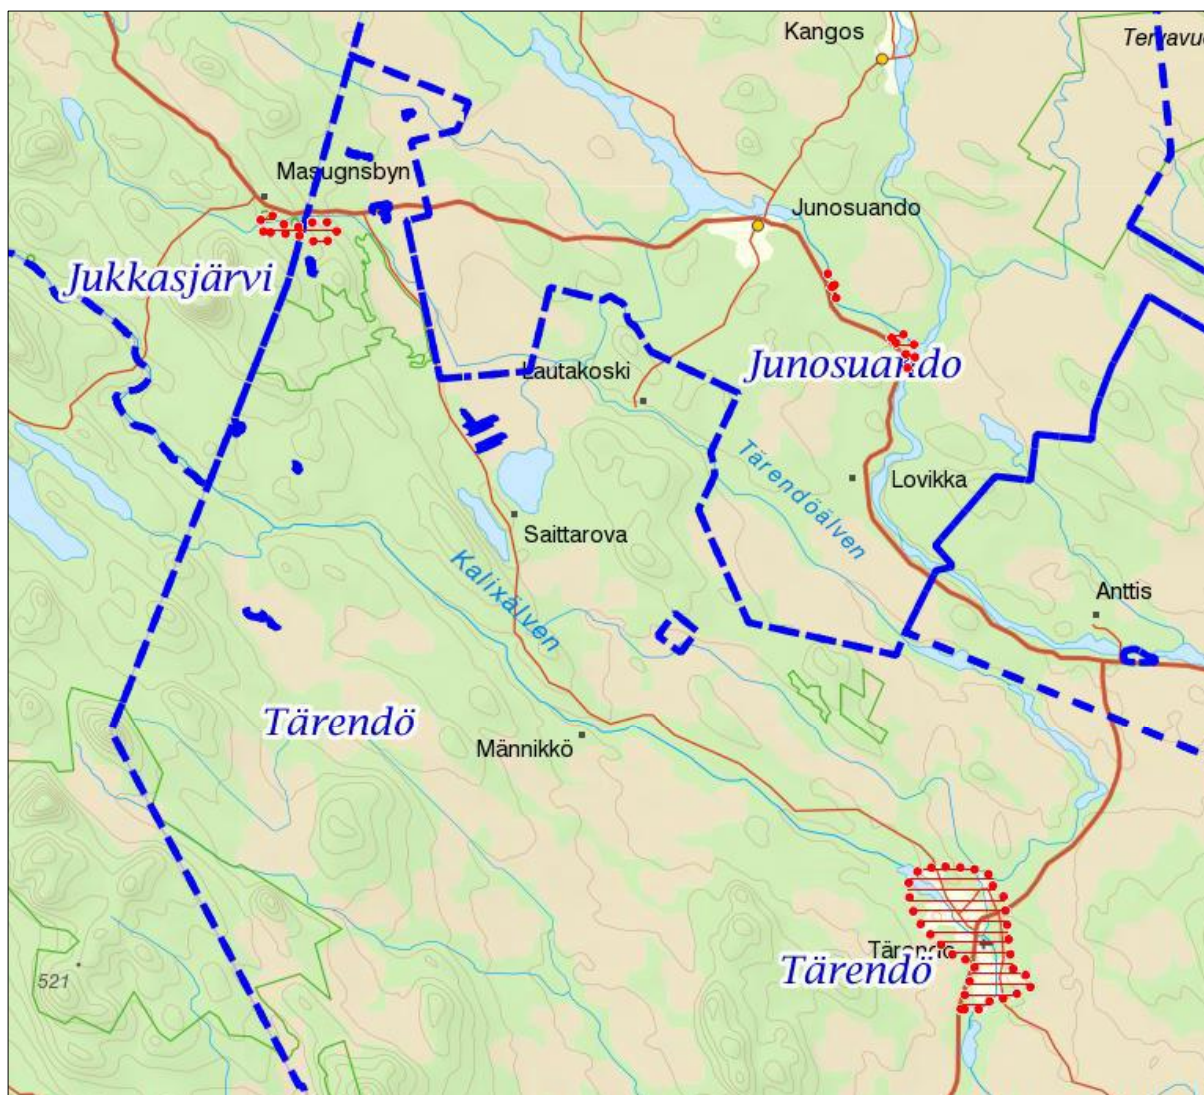 Kangos
Tervavu
Masugnsbyn
Junosuando
Jukkasjärvi
Junosuando
Lautakoski
Tärendöälven
Lovikka
Saittarova
Kalixälven
Anttis
Tärendö
Männikkö
Tärendö
Tärendö
521